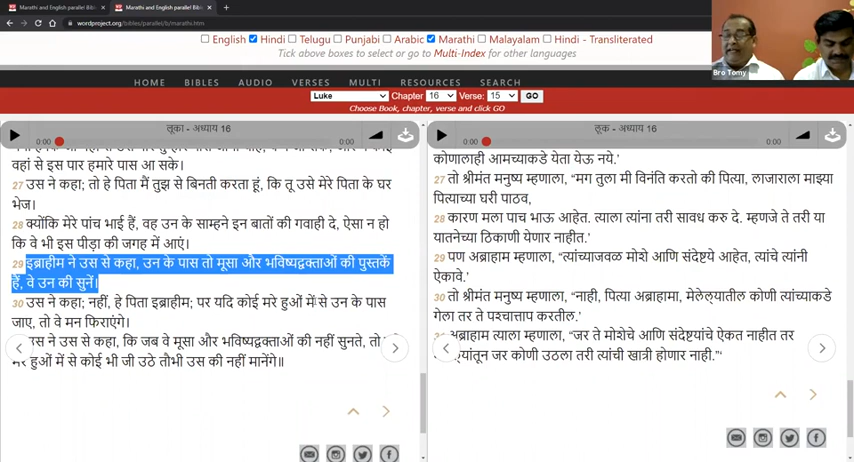 Marathi and English parallel Bibl
Marathi and English parallel Bibl
wordproject.org/bibles/parallel/b/marathi.htm
English Hindi Telugu Punjabi Arabic Marathi Malayalam Hindi - Transliterated
Tick above boxes to select or go to Multi-Index for other languages
Bro Tomy
HOME BIBLES AUDIO VERSES MULTI RESOURCES SEARCH
Luke Chapter 16 Verse: 15 GO
Choose Book, chapter, verse and click GO
लूका - अध्याय 16
0:00 0:00
वहां से इस पार हमारे पास आ सके।
27 उस ने कहा; तो हे पिता मैं तुझ से बिनती करता हूं, कि तू उसे मेरे पिता के घर
भेज।
28 क्योंकि मेरे पांच भाई हैं, वह उन के साम्हने इन बातों की गवाही दे, ऐसा न हो
कि वे भी इस पीड़ा की जगह में आएं।
29 इब्राहीम ने उस से कहा, उन के पास तो मूसा और भविष्यद्वक्ताओं की पुस्तकें
हैं, वे उन की सुनें।
30 उस ने कहा; नहीं, हे पिता इब्राहीम; पर यदि कोई मरे हुओं में से उन के पास
जाए, तो वे मन फिराएंगे।
ने उस से कहा, कि जब वे मूसा और भविष्यद्वक्ताओं की नहीं सुनते, तो
मरे हुओं में से कोई भी जी उठे तौभी उस की नहीं मानेंगे॥
लूक - अध्याय 16
0:00 0:00
कोणालाही आमच्याकडे येता येऊ नये.'
27 तो श्रीमंत मनुष्य म्हणाला, “मग तुला मी विनंति करतो की पित्या, लाजाराला माझ्या
पित्याच्या घरी पाठव,
28 कारण मला पाच भाऊ आहेत. त्याला त्यांना तरी सावध करु दे. म्हणजे ते तरी या
यातनेच्या ठिकाणी येणार नाहीत.'
29 पण अब्राहाम म्हणाला, “त्यांच्याजवळ मोशे आणि संदेष्टये आहेत, त्यांचे त्यांनी
ऐकावे.'
30 तो श्रीमंत मनुष्य म्हणाला, “नाही, पित्या अब्राहामा, मेलेल्यातील कोणी त्यांच्याकडे
गेला तर ते पश्चात्ताप करतील.'
अब्राहाम त्याला म्हणाला, “जर ते मोशेचे आणि संदेष्ट्यांचे ऐकत नाहीत तर
जर कोणी उठला तरी त्यांची खात्री होणार नाही.”‘